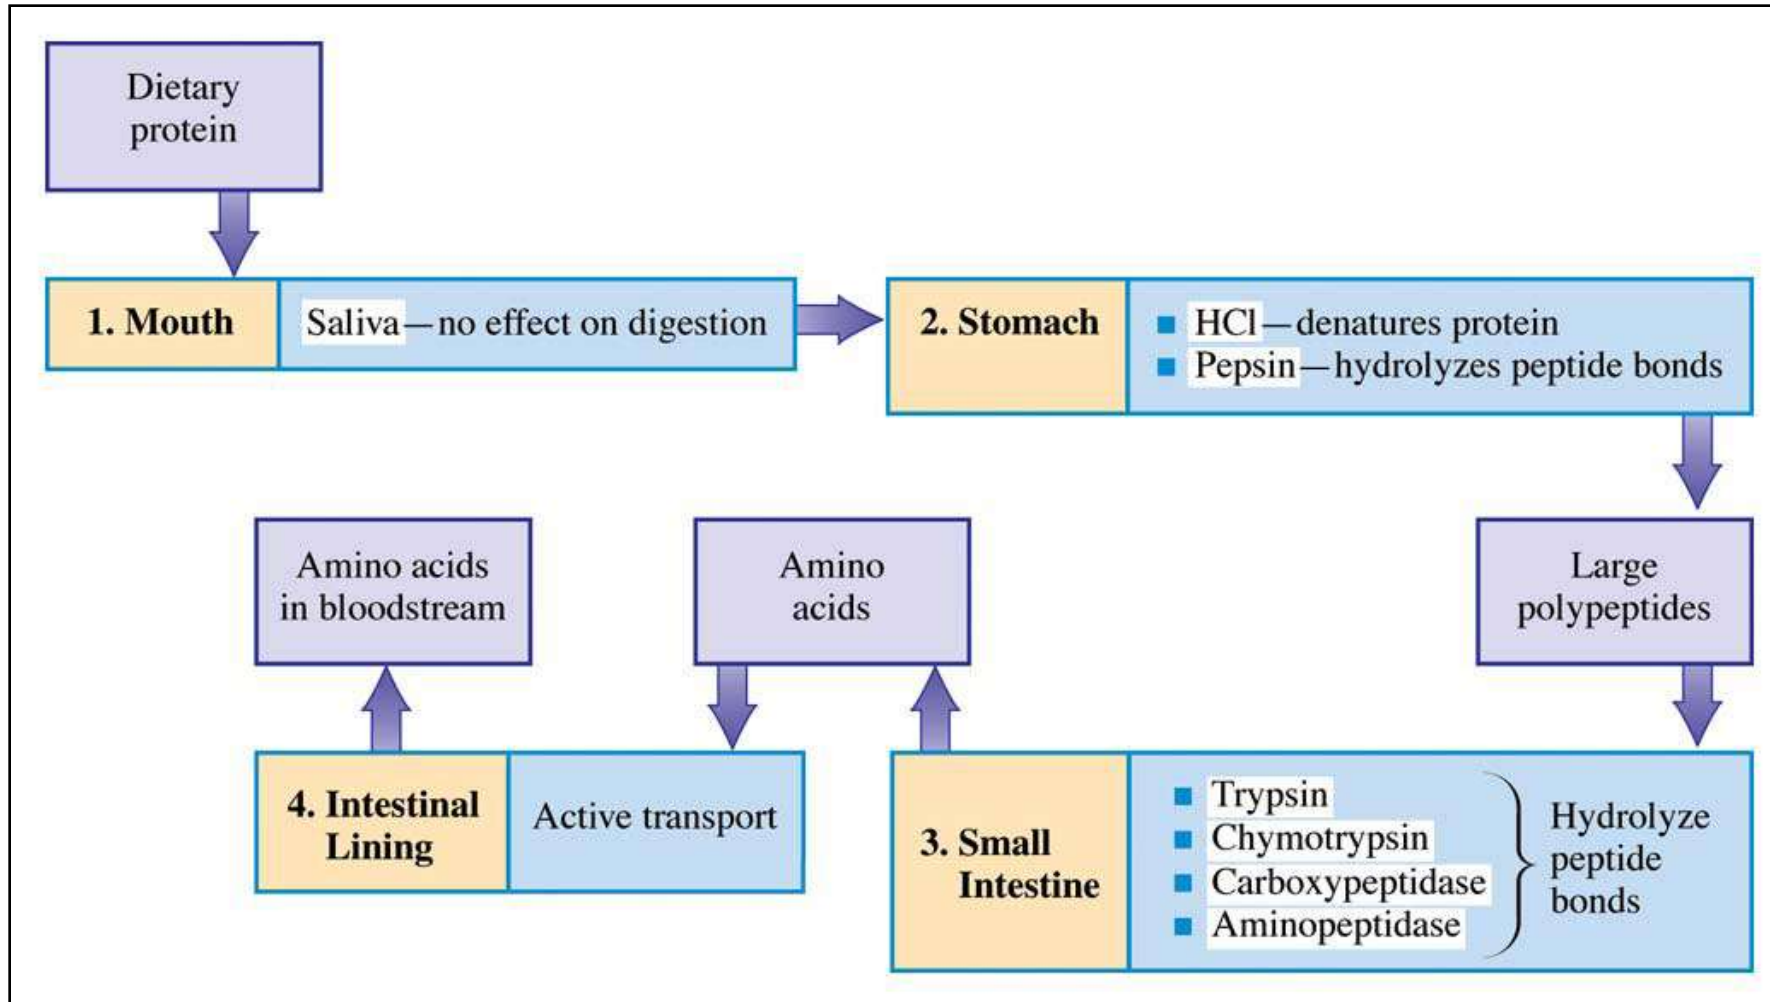 Dietary
protein
1. Mouth
Saliva—no effect on digestion
2. Stomach
■ HCl—denatures protein
■ Pepsin—hydrolyzes peptide bonds
Large
polypeptides
3. Small
Intestine
■ Trypsin
■ Chymotrypsin
■ Carboxypeptidase
■ Aminopeptidase
Hydrolyze
peptide
bonds
Amino
acids
4. Intestinal
Lining
Active transport
Amino acids
in bloodstream